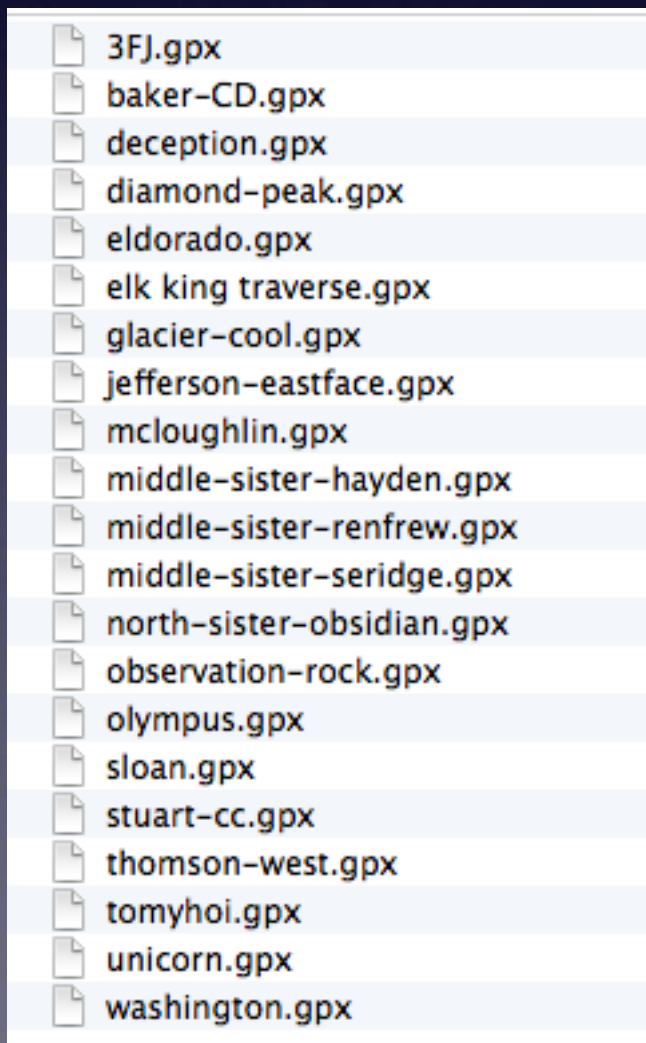 3FJ.gpx
baker-CD.gpx
deception.gpx
diamond-peak.gpx
eldorado.gpx
elk king traverse.gpx
glacier-cool.gpx
jefferson-eastface.gpx
mcloughlin.gpx
middle-sister-hayden.gpx
middle-sister-renfrew.gpx
middle-sister-seridge.gpx
north-sister-obsidian.gpx
observation-rock.gpx
olympus.gpx
sloan.gpx
stuart-cc.gpx
thomson-west.gpx
tomyhoi.gpx
unicorn.gpx
washington.gpx